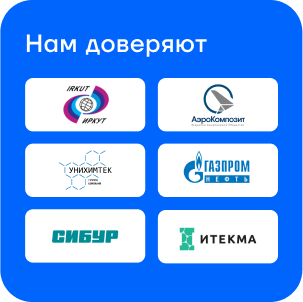 Нам доверяют
IRKUT
ИРКУТ
АэроКомпозит
УНИХИМТЕК
ГАЗПРОМ
НЕФТЬ
СИБУР
ИТЕКМА